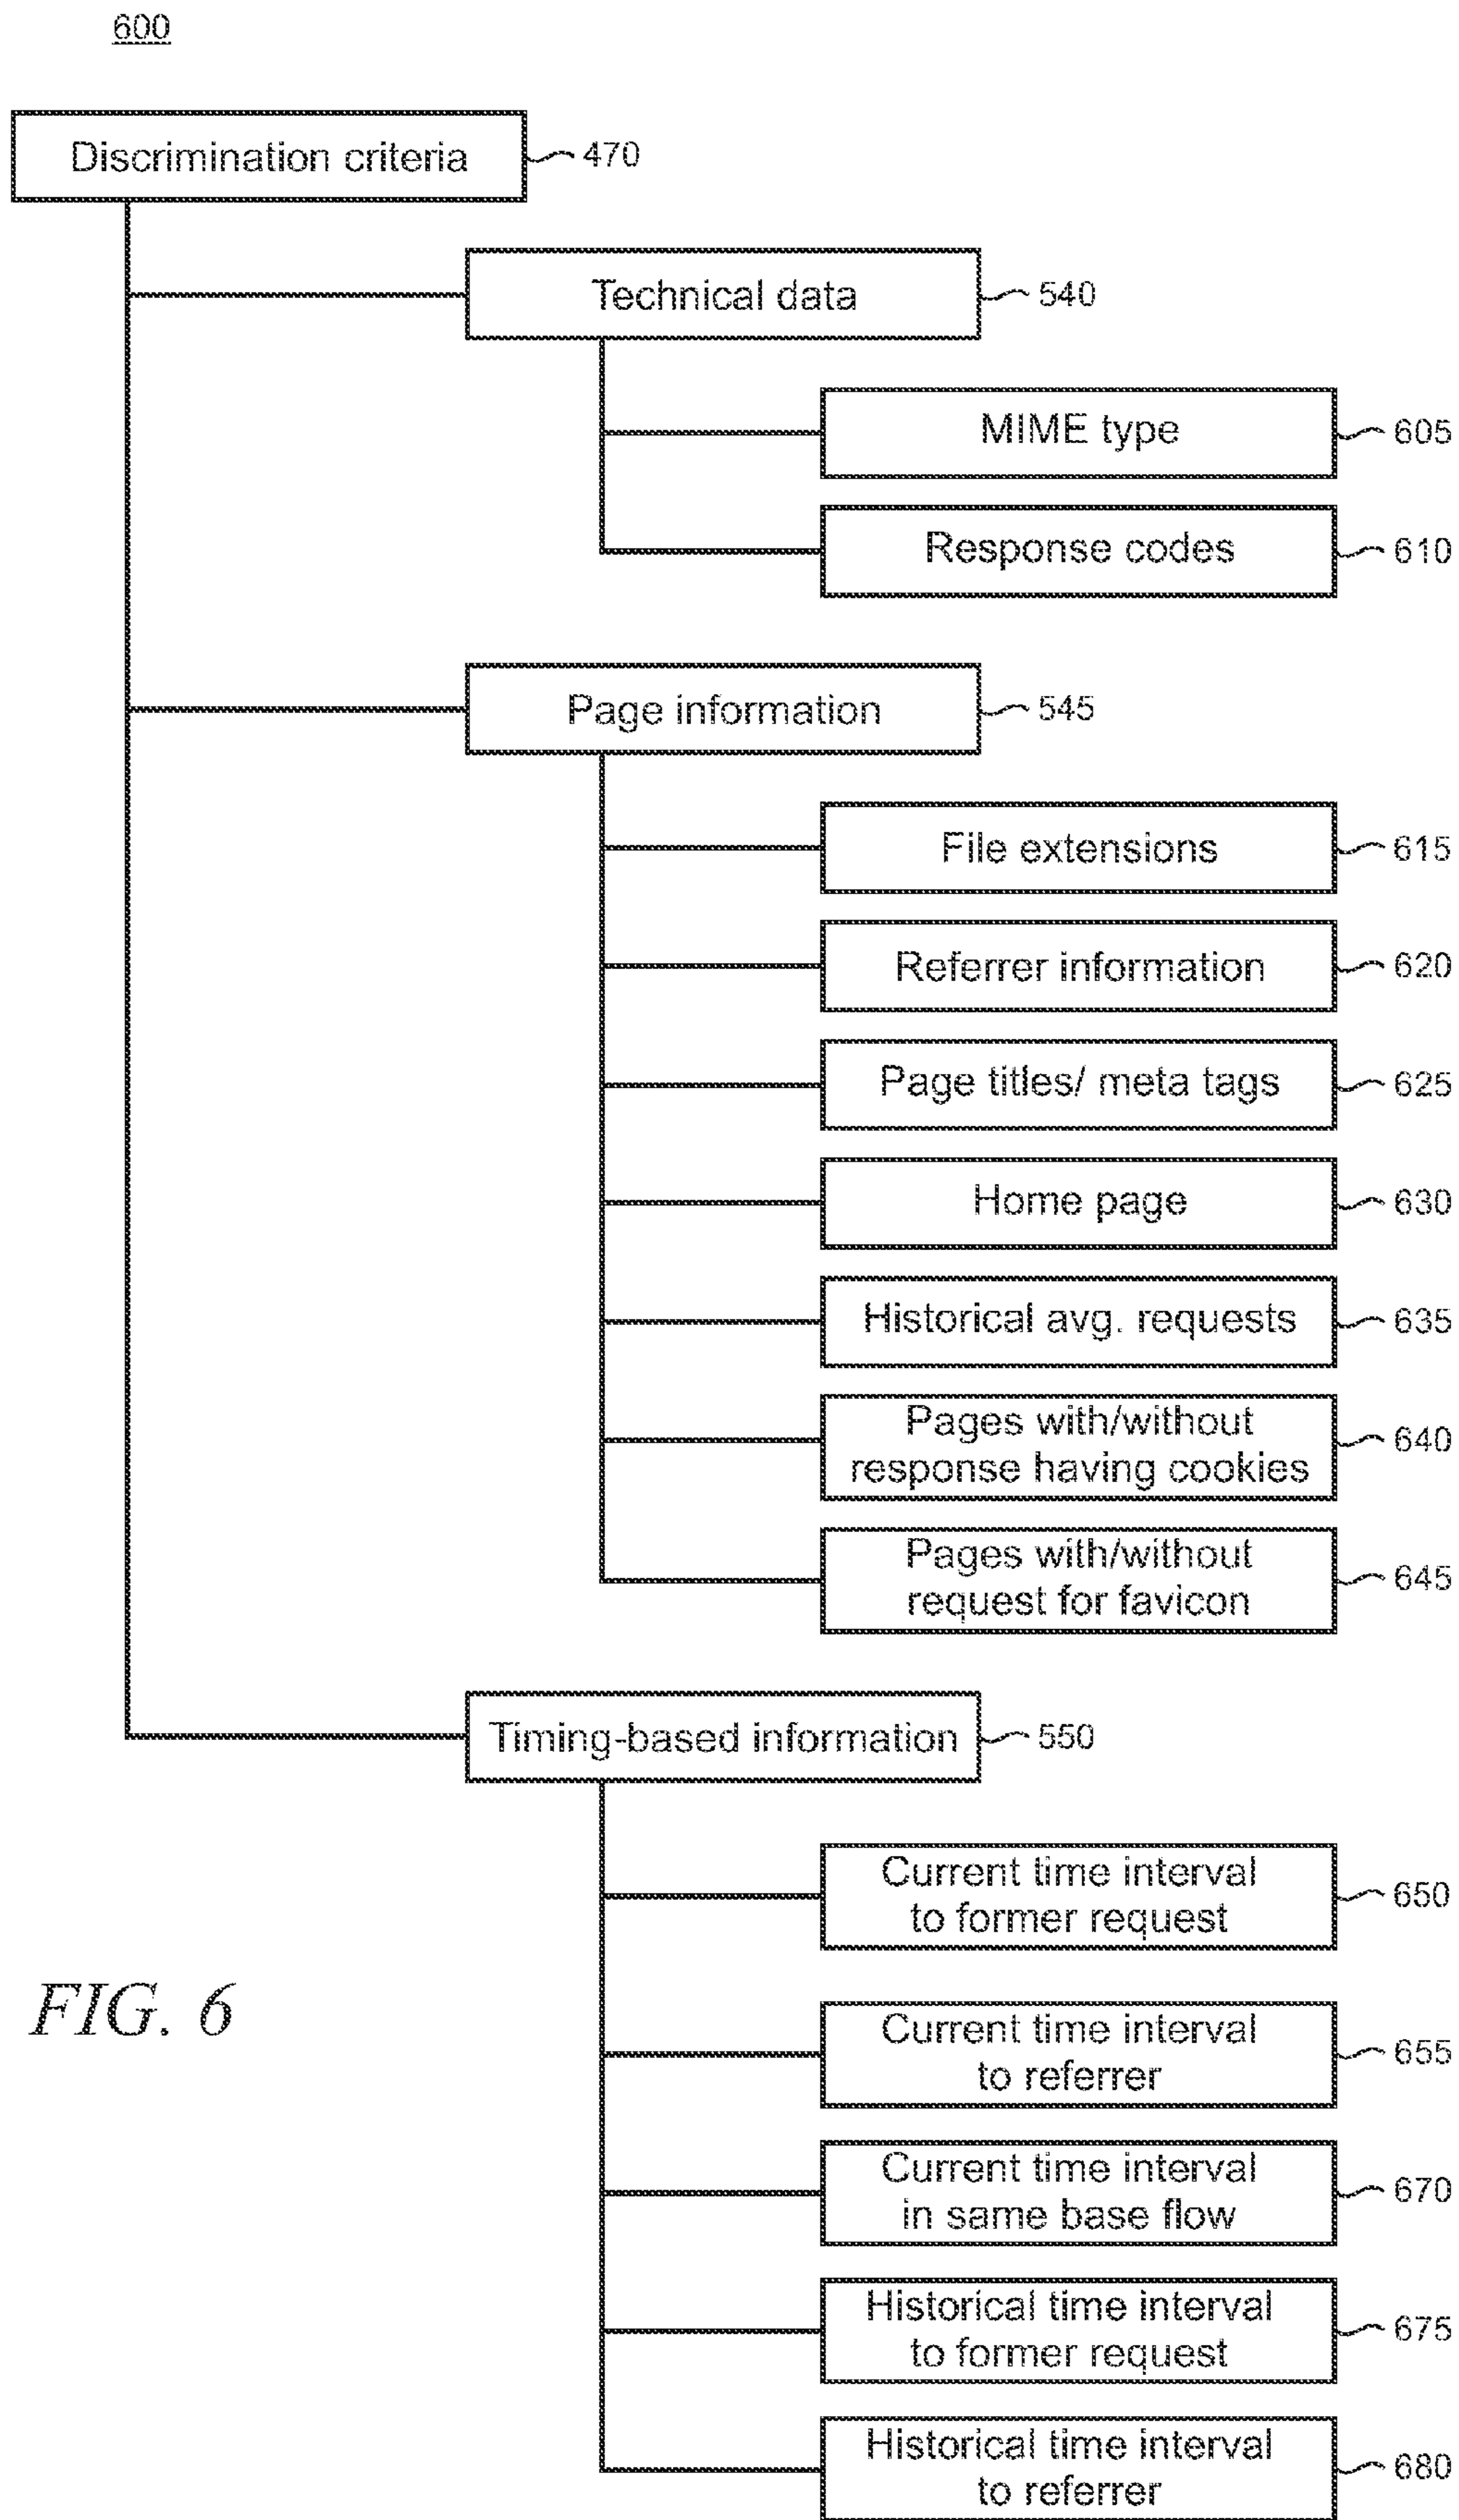 600
Discrimination criteria
470
Technical data
540
MIME type
605
Response codes
610
Page information
545
File extensions
615
Referrer information
620
Page titles/ meta tags
625
Home page
630
Historical avg. requests
635
Pages with/without
response having cookies
640
Pages with/without
request for favicon
645
Timing-based information
550
Current time interval
to former request
650
Current time interval
to referrer
655
Current time interval
in same base flow
670
Historical time interval
to former request
675
Historical time interval
to referrer
680
FIG. 6